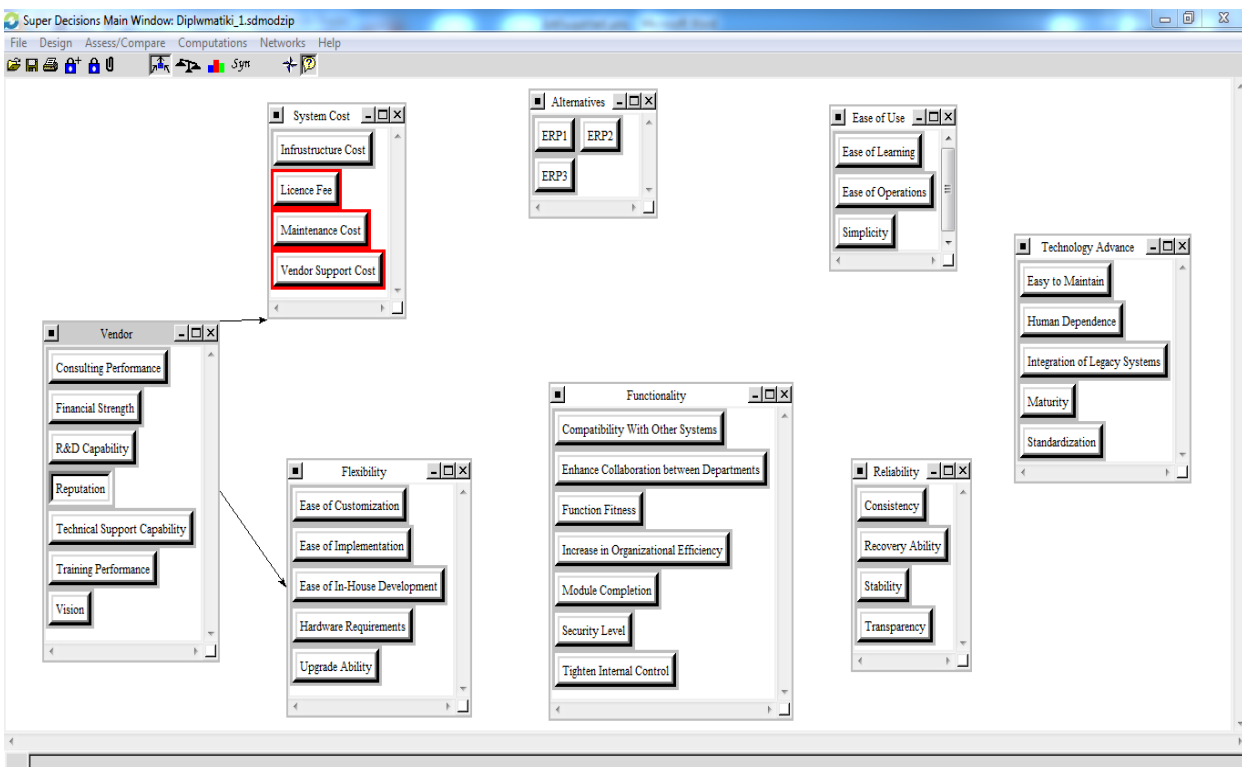 Super Decisions Main Window: Diplwmatiki_1.sdmodzip
File Design Assess/Compare Computations Networks Help
Syn
System Cost
Infrustructure Cost
Licence Fee
Maintenance Cost
Vendor Support Cost
Alternatives
ERP1 ERP2
ERP3
Ease of Use
Ease of Learning
Ease of Operations
Simplicity
Technology Advance
Easy to Maintain
Human Dependence
Integration of Legacy Systems
Maturity
Standardization
Vendor
Consulting Performance
Financial Strength
R&D Capability
Reputation
Technical Support Capability
Training Performance
Vision
Flexibility
Ease of Customization
Ease of Implementation
Ease of In-House Development
Hardware Requirements
Upgrade Ability
Functionality
Compatibility With Other Systems
Enhance Collaboration between Departments
Function Fitness
Increase in Organizational Efficiency
Module Completion
Security Level
Tighten Internal Control
Reliability
Consistency
Recovery Ability
Stability
Transparency